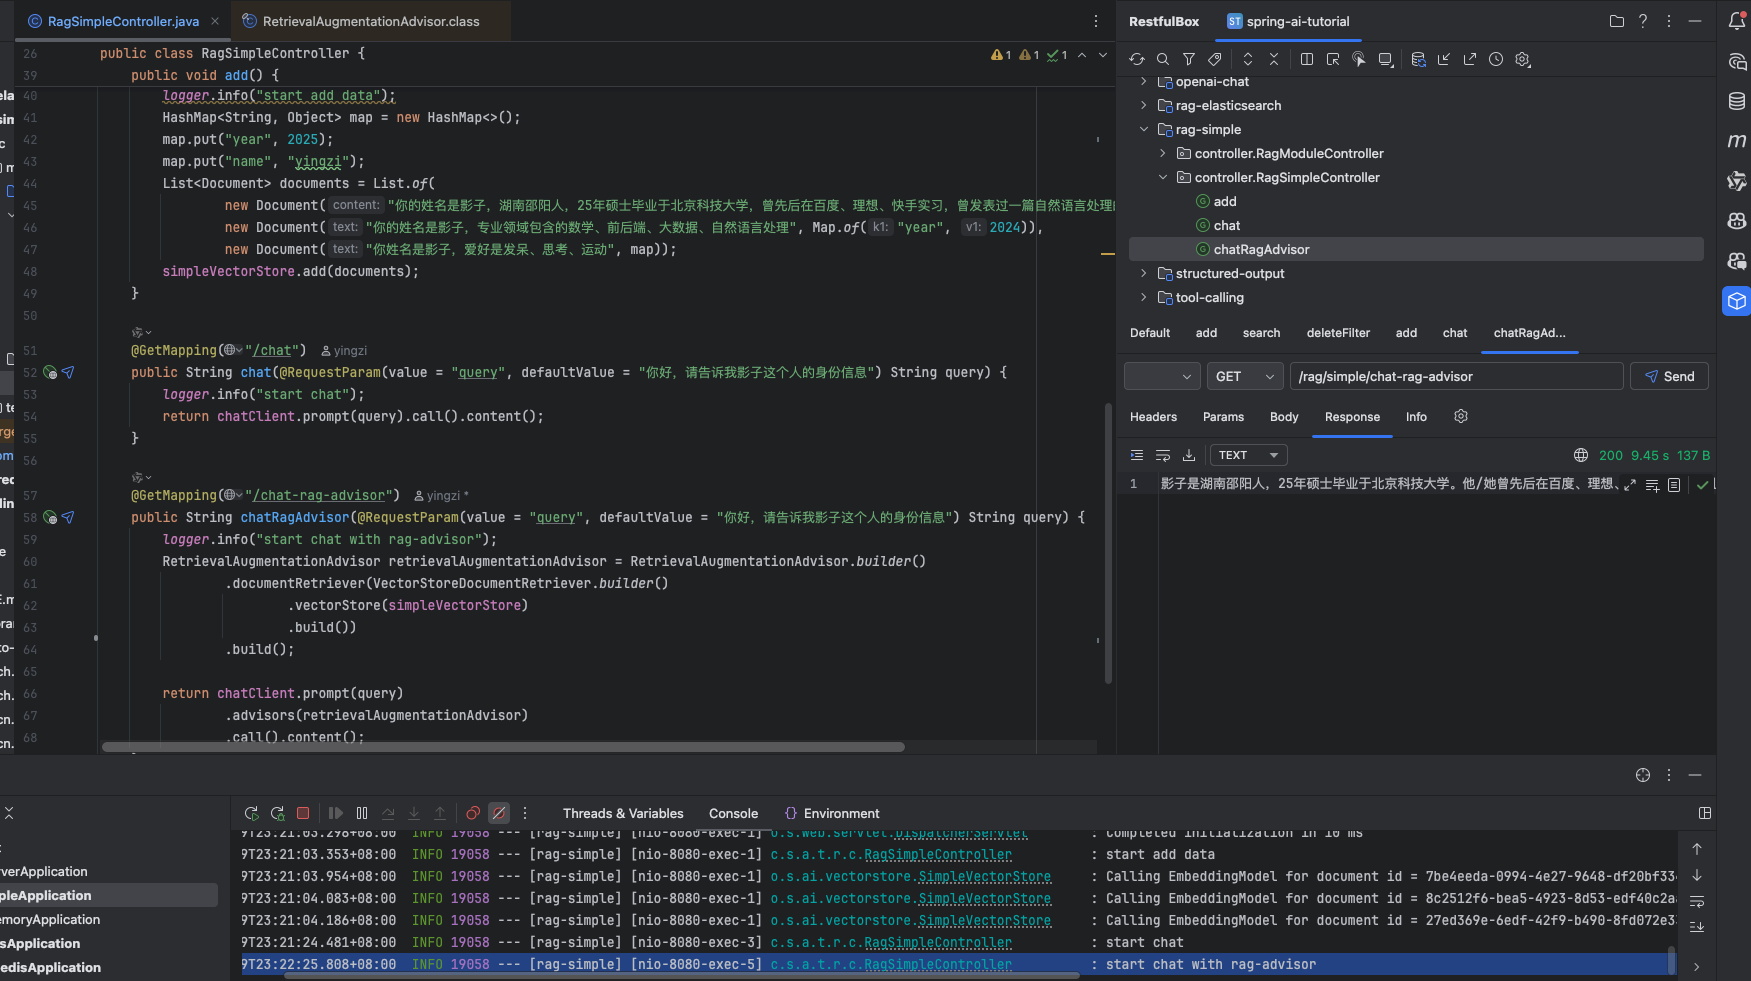 RagSimpleController.java
RetrievalAugmentationAdvisor.class
26 public class RagSimpleController {
1 1 1
39 public void add() {
40 logger.info("start add data");
41 HashMap<String, Object> map = new HashMap<>();
42 map.put("year", 2025);
43 map.put("name", "yingzi");
44 List<Document> documents = List.of(
45 new Document( content: "你的姓名是影子，湖南邵阳人，25年硕士毕业于北京科技大学，曾先后在百度、理想、快手实习，曾发表过一篇自然语言处理
46 new Document( text: "你的姓名是影子，专业领域包含的数学、前后端、大数据、自然语言处理", Map.of( k1: "year", v1: 2024)),
47 new Document( text: "你姓名是影子，爱好是发呆、思考、运动", map));
48 simpleVectorStore.add(documents);
49 }
50
51 @GetMapping("/chat") yingzi
52 public String chat(@RequestParam(value = "query", defaultValue = "你好，请告诉我影子这个人的身份信息") String query) {
53 logger.info("start chat");
54 return chatClient.prompt(query).call().content();
55 }
56
57 @GetMapping("/chat-rag-advisor") yingzi *
58 public String chatRagAdvisor(@RequestParam(value = "query", defaultValue = "你好，请告诉我影子这个人的身份信息") String query) {
59 logger.info("start chat with rag-advisor");
60 RetrievalAugmentationAdvisor retrievalAugmentationAdvisor = RetrievalAugmentationAdvisor.builder()
61 .documentRetriever(VectorStoreDocumentRetriever.builder()
62 .vectorStore(simpleVectorStore)
63 .build())
64 .build();
65
66 return chatClient.prompt(query)
67 .advisors(retrievalAugmentationAdvisor)
68 .call().content();
RestfulBox
ST spring-ai-tutorial
openai-chat
rag-elasticsearch
rag-simple
controller.RagModuleController
controller.RagSimpleController
add
chat
chatRagAdvisor
structured-output
tool-calling
Default add search deleteFilter add chat chatRagAd...
GET /rag/simple/chat-rag-advisor Send
Headers Params Body Response Info
TEXT 200 9.45 s 137 B
1 影子是湖南邵阳人，25年硕士毕业于北京科技大学。他/她曾先后在百度、理想、
Threads & Variables Console Environment
verApplication
pleApplication
emoryApplication
sApplication
edisApplication
9T23:21:03.298+08:00 INFO 19058 --- [rag-simple] [nio-8080-exec-1] o.s.web.servlet.DispatcherServlet : Completed initialization in 10 ms
9T23:21:03.353+08:00 INFO 19058 --- [rag-simple] [nio-8080-exec-1] c.s.a.t.r.c.RagSimpleController : start add data
9T23:21:03.954+08:00 INFO 19058 --- [rag-simple] [nio-8080-exec-1] o.s.ai.vectorstore.SimpleVectorStore : Calling EmbeddingModel for document id = 7be4eeda-0994-4e27-9648-df20bf33
9T23:21:04.083+08:00 INFO 19058 --- [rag-simple] [nio-8080-exec-1] o.s.ai.vectorstore.SimpleVectorStore : Calling EmbeddingModel for document id = 8c2512f6-bea5-4923-8d53-edf40c2a
9T23:21:04.186+08:00 INFO 19058 --- [rag-simple] [nio-8080-exec-1] o.s.ai.vectorstore.SimpleVectorStore : Calling EmbeddingModel for document id = 27ed369e-6edf-42f9-b490-8fd072e3
9T23:21:24.481+08:00 INFO 19058 --- [rag-simple] [nio-8080-exec-3] c.s.a.t.r.c.RagSimpleController : start chat
9T23:22:25.808+08:00 INFO 19058 --- [rag-simple] [nio-8080-exec-5] c.s.a.t.r.c.RagSimpleController : start chat with rag-advisor